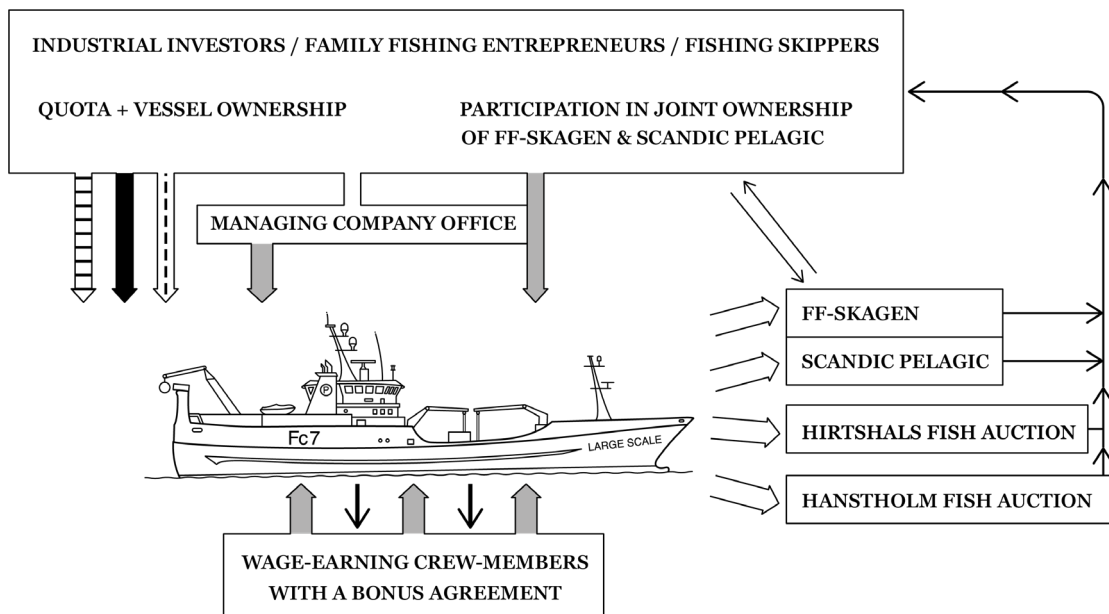 INDUSTRIAL INVESTORS / FAMILY FISHING ENTREPRENEURS / FISHING SKIPPERS
QUOTA + VESSEL OWNERSHIP
PARTICIPATION IN JOINT OWNERSHIP
OF FF-SKAGEN & SCANDIC PELAGIC
MANAGING COMPANY OFFICE
FF-SKAGEN
SCANDIC PELAGIC
HIRTSHALS FISH AUCTION
HANSTHOLM FISH AUCTION
P
Fc7
LARGE SCALE
WAGE-EARNING CREW-MEMBERS
WITH A BONUS AGREEMENT